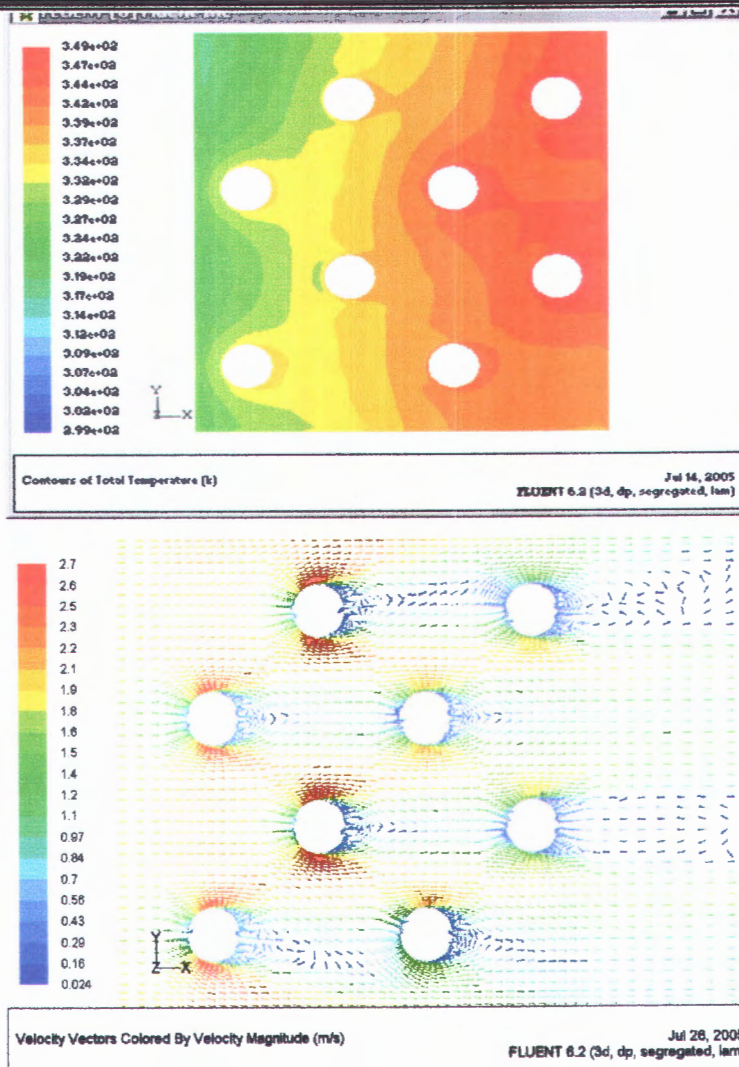 3.49e+02
3.47e+02
3.44e+02
3.42e+02
3.39e+02
3.37e+02
3.34e+02
3.32e+02
3.29e+02
3.27e+02
3.24e+02
3.22e+02
3.19e+02
3.17e+02
3.14e+02
3.12e+02
3.09e+02
3.07e+02
3.04e+02
3.02e+02
2.99e+02
Y
Z X
Contours of Total Temperature (k)
Jul 14, 2005
FLUENT 6.2 (3d, dp, segregated, lam)
2.7
2.6
2.5
2.3
2.2
2.1
1.9
1.8
1.6
1.5
1.4
1.2
1.1
0.97
0.84
0.7
0.56
0.43
0.29
0.16
0.024
Y
Z X
Velocity Vectors Colored By Velocity Magnitude (m/s)
Jul 26, 2005
FLUENT 6.2 (3d, dp, segregated, lam